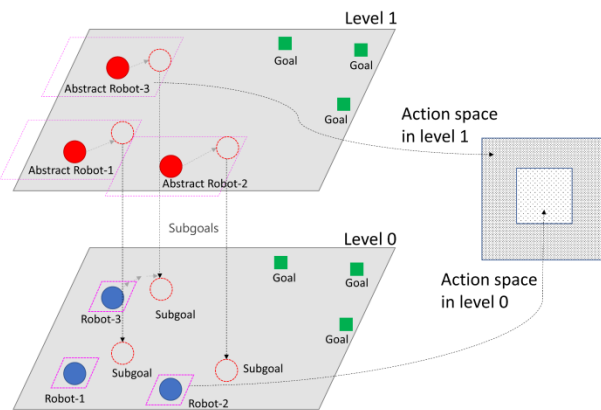 Level 1
Goal
Goal
Abstract Robot-3
Goal
Action space
in level 1
Abstract Robot-1
Abstract Robot-2
Subgoals
Level 0
Goal
Goal
Action space
in level 0
Subgoal
Robot-3
Goal
Subgoal
Subgoal
Robot-1
Robot-2